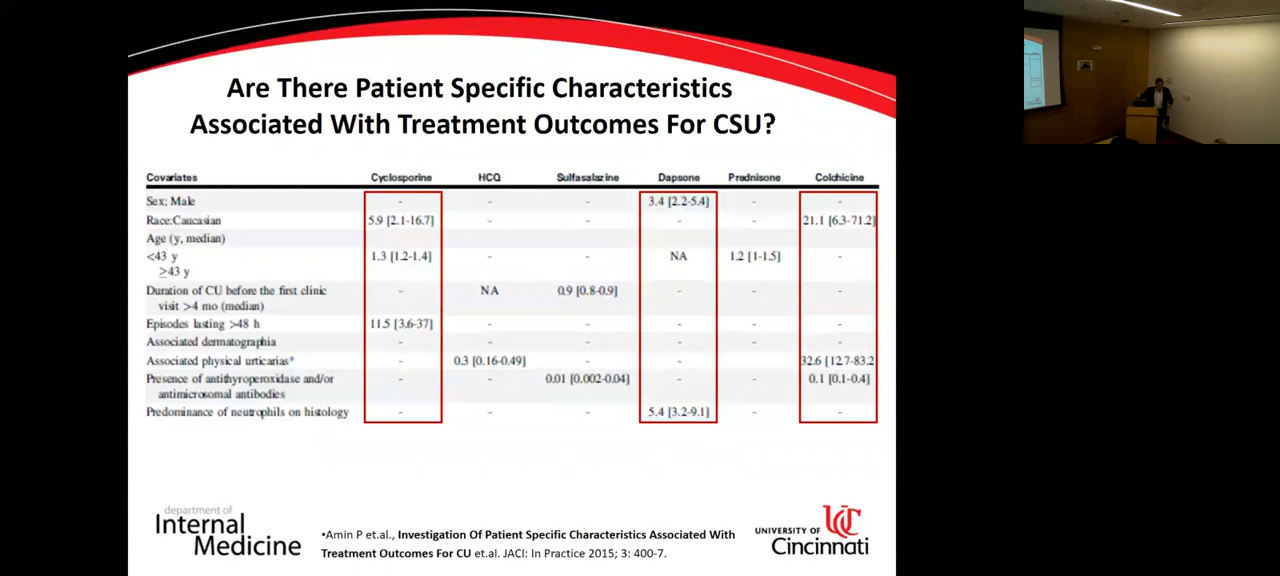 Are There Patient Specific Characteristics
Associated With Treatment Outcomes For CSU?
Covariates Cyclosporine HCQ Sulfasalazine Dapsone Prednisone Colchicine
Sex: Male - - - 3.4 [2.2-5.4] - -
Race:Caucasian 5.9 [2.1-16.7] - - - - 21.1 [6.3-71.2]
Age (y, median)
<43 y 1.3 [1.2-1.4] - - NA 1.2 [1-1.5] -
≥43 y
Duration of CU before the first clinic - NA 0.9 [0.8-0.9] - - -
visit >4 mo (median)
Episodes lasting >48 h 11.5 [3.6-37] - - - - -
Associated dermatographia - - - - - -
Associated physical urticarias* - 0.3 [0.16-0.49] - - - 32.6 [12.7-83.2
Presence of antithyroperoxidase and/or - - 0.01 [0.002-0.04] - - 0.1 [0.1-0.4]
antimicrosomal antibodies
Predominance of neutrophils on histology - - - 5.4 [3.2-9.1] - -
department of
Internal
Medicine
•Amin P et.al., Investigation Of Patient Specific Characteristics Associated With
Treatment Outcomes For CU et.al. JACI: In Practice 2015; 3: 400-7.
UC
UNIVERSITY OF
Cincinnati